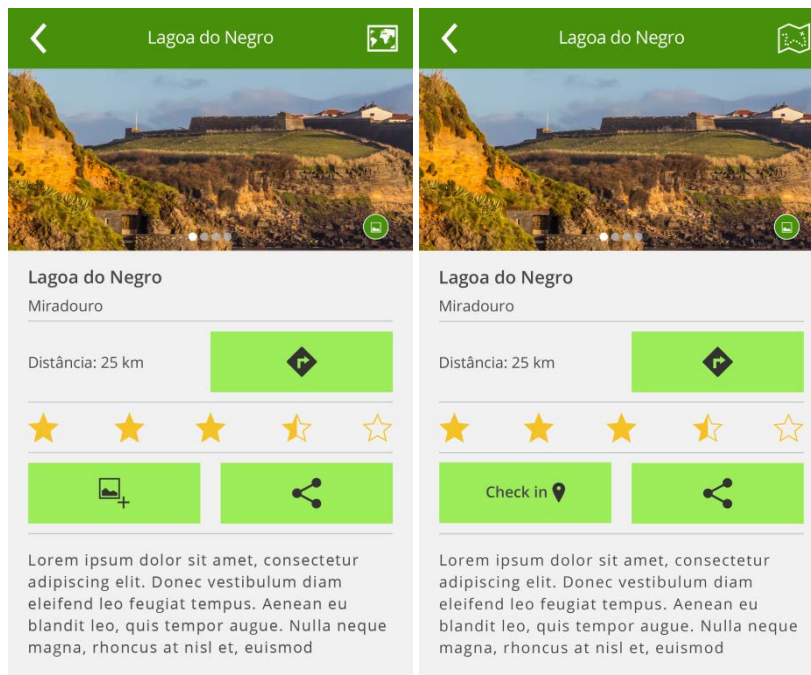 Lagoa do Negro
Lagoa do Negro
Miradouro
Distância: 25 km
Lorem ipsum dolor sit amet, consectetur
adipiscing elit. Donec vestibulum diam
eleifend leo feugiat tempus. Aenean eu
blandit leo, quis tempor augue. Nulla neque
magna, rhoncus at nisl et, euismod
Lagoa do Negro
Lagoa do Negro
Miradouro
Distância: 25 km
Check in
Lorem ipsum dolor sit amet, consectetur
adipiscing elit. Donec vestibulum diam
eleifend leo feugiat tempus. Aenean eu
blandit leo, quis tempor augue. Nulla neque
magna, rhoncus at nisl et, euismod